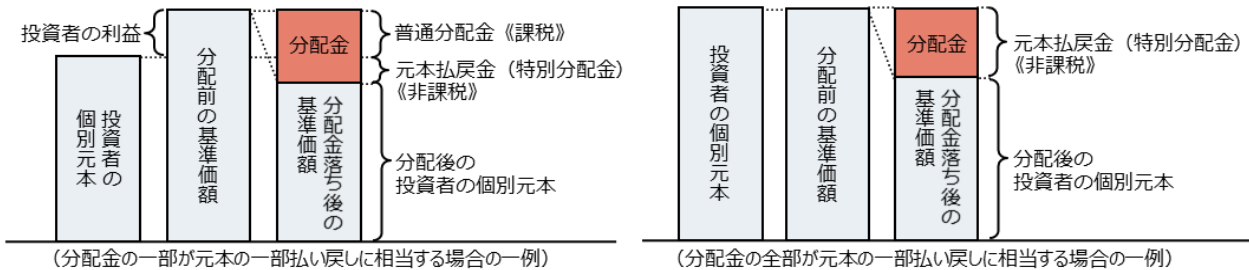 投資者の利益
投資者の
個別元本
分配前の基準価額
分配金
分配金落ち後の
基準価額
普通分配金《課税》
元本払戻金（特別分配金）
《非課税》
分配後の
投資者の個別元本
（分配金の一部が元本の一部払い戻しに相当する場合の一例）
投資者の個別元本
分配前の基準価額
分配金
分配金落ち後の
基準価額
元本払戻金（特別分配金）
《非課税》
分配後の
投資者の個別元本
（分配金の全部が元本の一部払い戻しに相当する場合の一例）